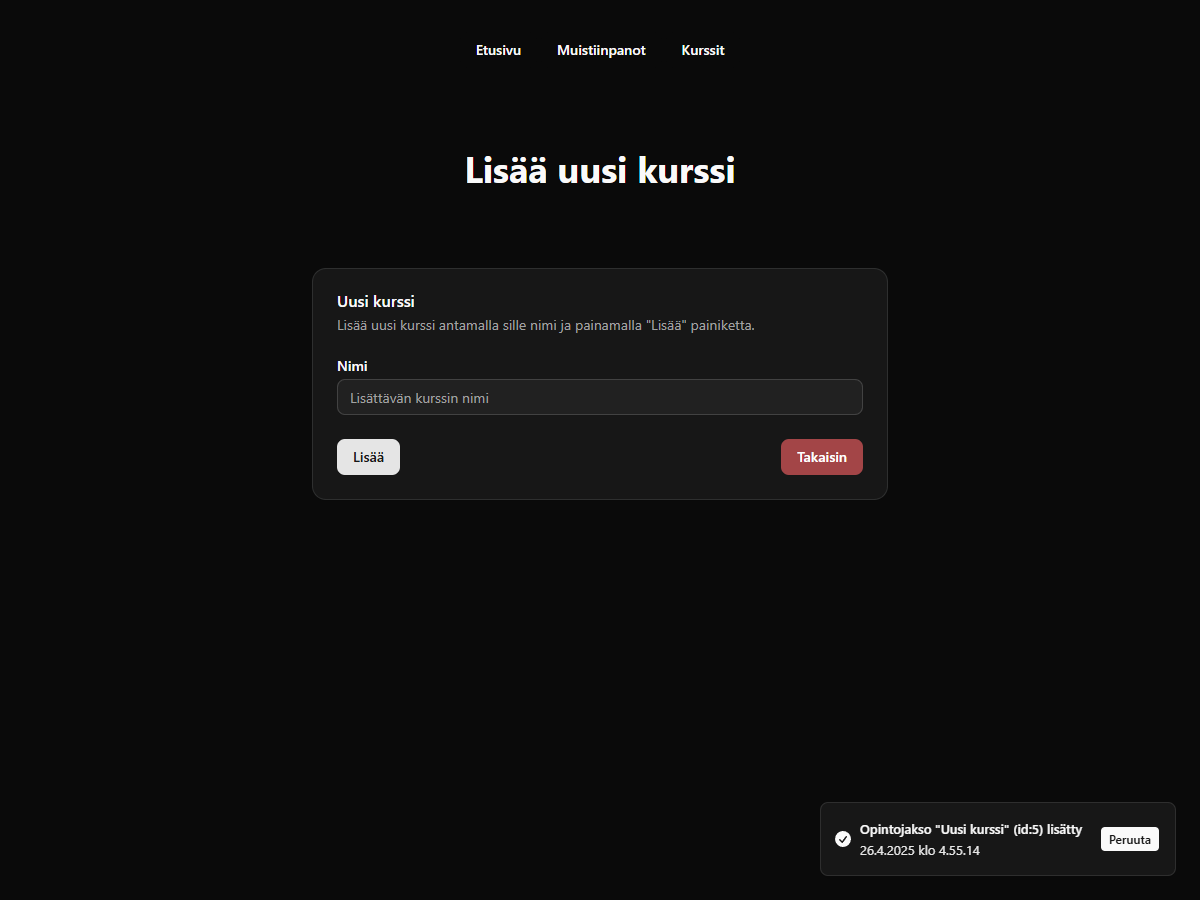 Etusivu Muistiinpanot Kurssit
Lisää uusi kurssi
Uusi kurssi
Lisää uusi kurssi antamalla sille nimi ja painamalla "Lisää" painiketta.
Nimi
Lisättävän kurssin nimi
Lisää Takaisin
Opintojakso "Uusi kurssi" (id:5) lisätty
26.4.2025 klo 4.55.14
Peruuta